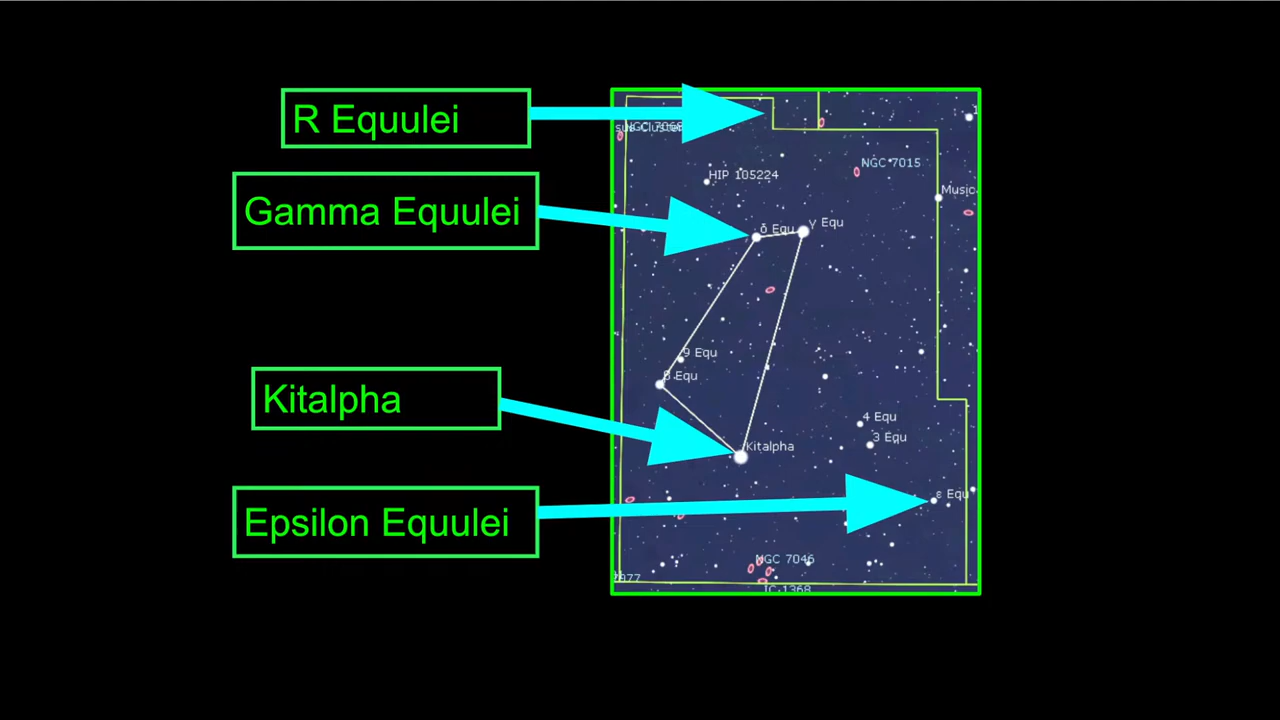 R Equulei
Gamma Equulei
Kitalpha
Epsilon Equulei
NGC 7015
HIP 105224
Music
γ Equ
δ Equ
9 Equ
β Equ
4 Equ
3 Equ
Kitalpha
ε Equ
NGC 7046
IC 1368